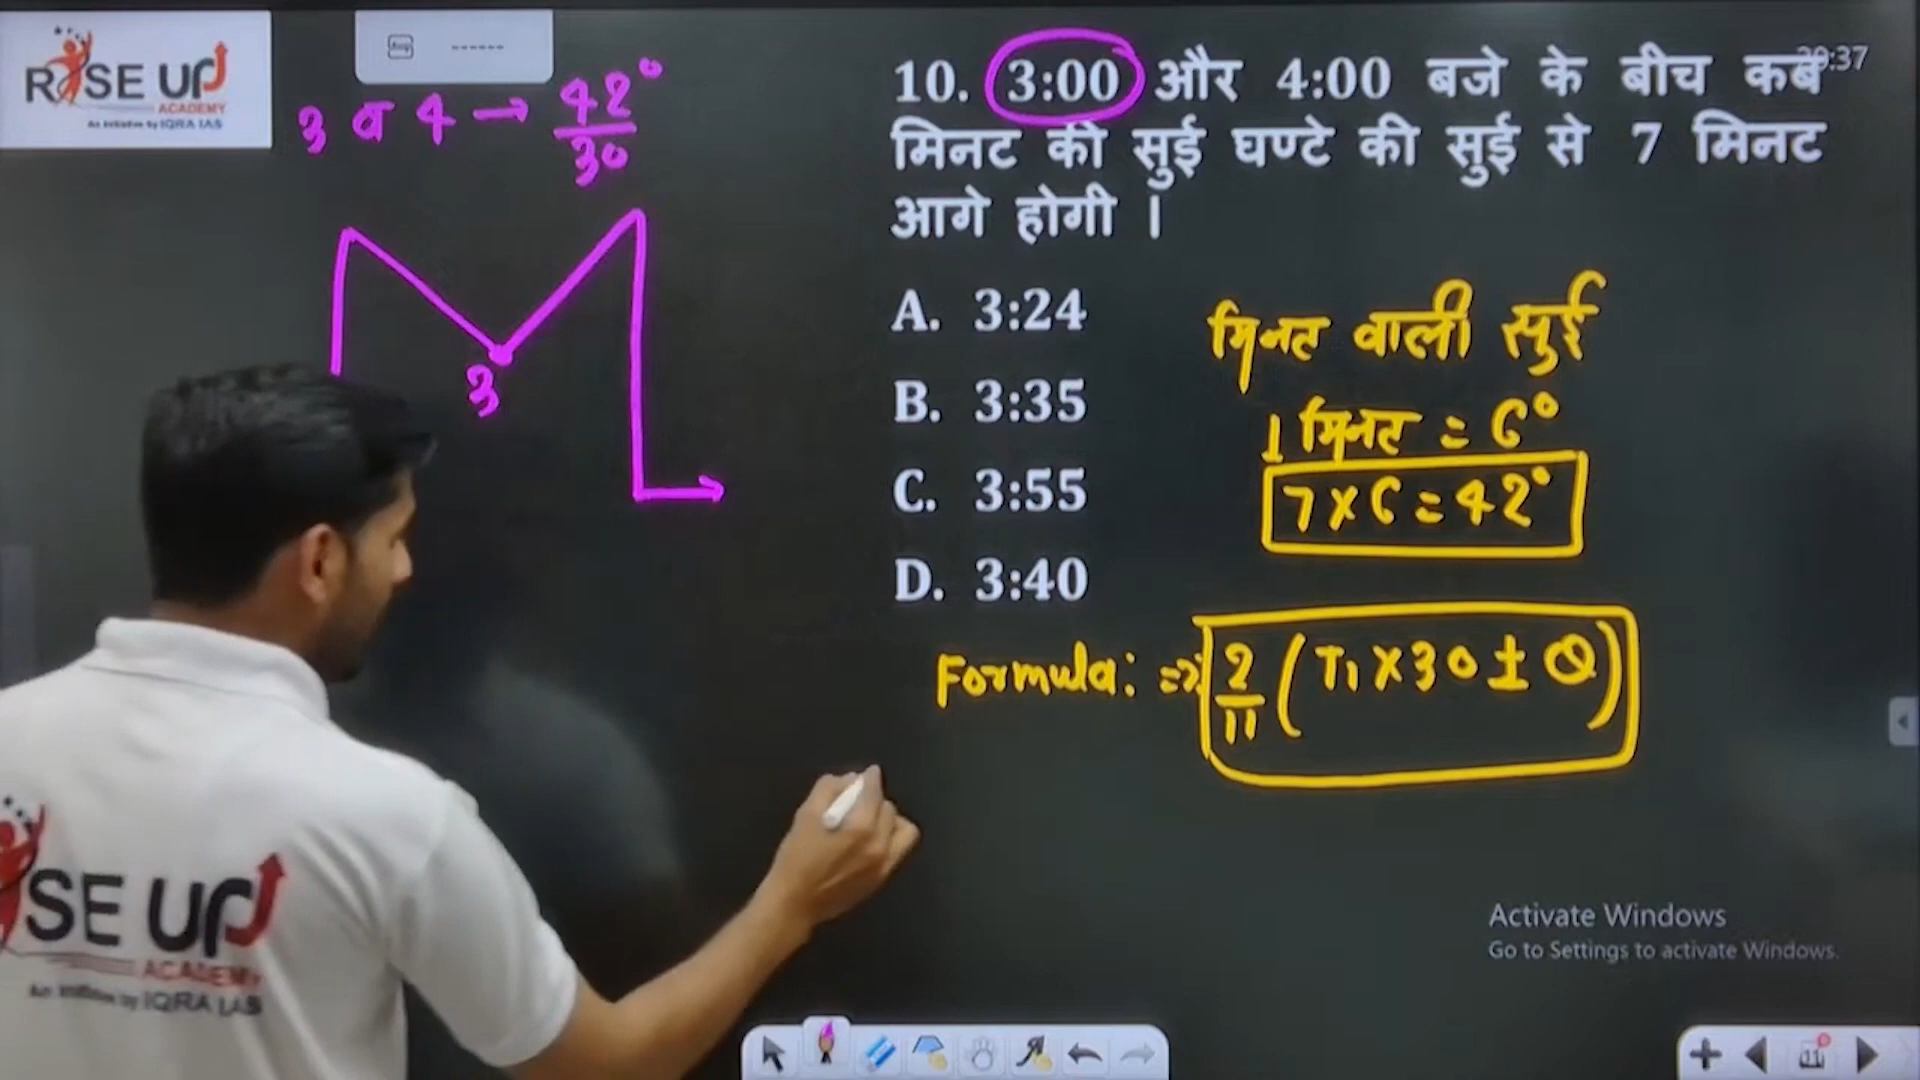 RISE UP
ACADEMY
An Initiative by IQRA IAS
3 व 4 → 42°
30
3
10. 3:00 और 4:00 बजे के बीच कब
मिनट की सुई घण्टे की सुई से 7 मिनट
आगे होगी ।
A. 3:24
B. 3:35
C. 3:55
D. 3:40
मिनट वाली सुई
1 मिनट = 6°
7 × 6 = 42°
Formula: ⇒ 2/11 (T1 × 30 ± θ)
SE UP
ACADEMY
An Initiative by IQRA IAS
Activate Windows
Go to Settings to activate Windows.
11